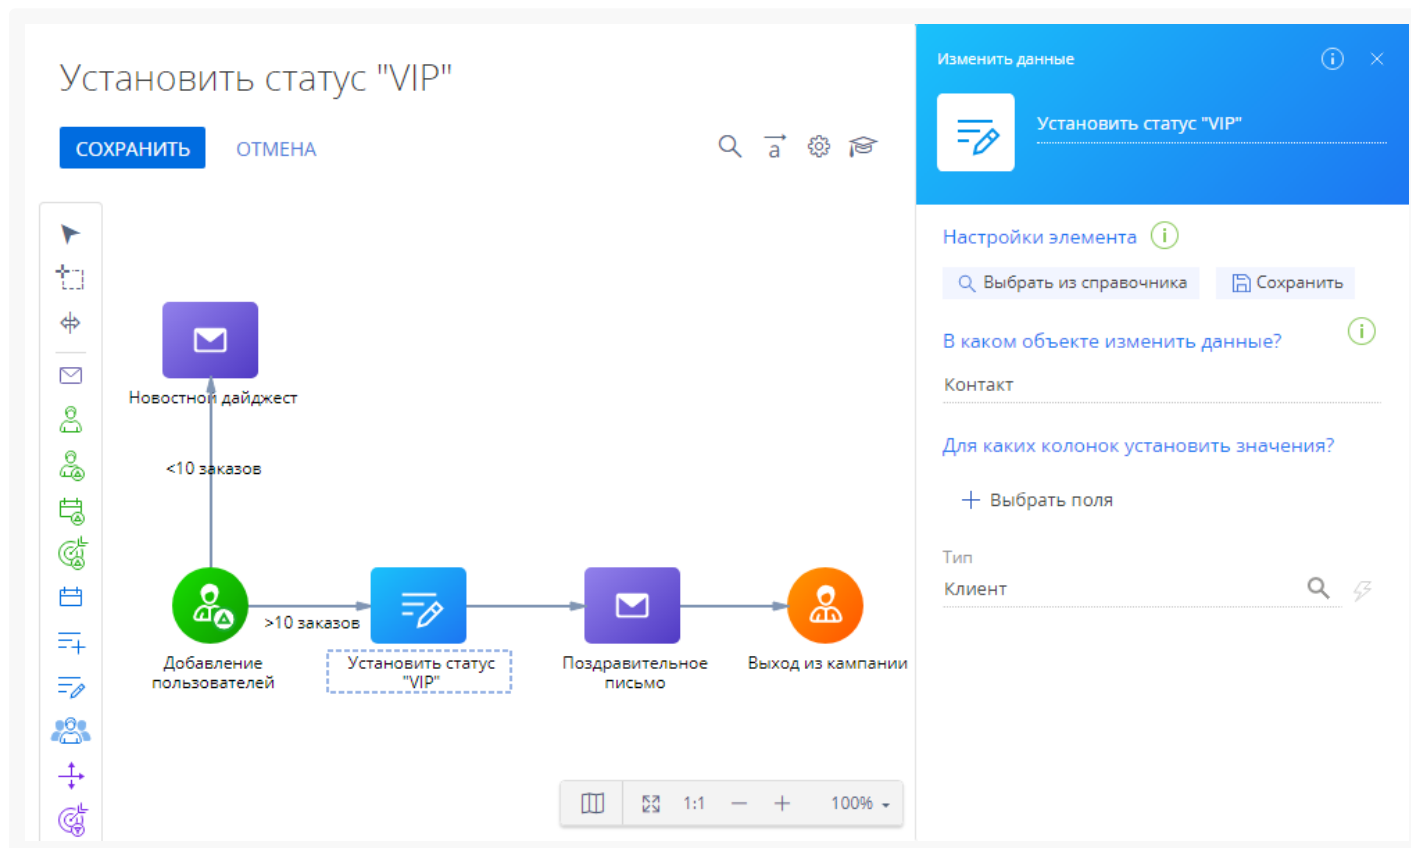 Установить статус "VIP"
СОХРАНИТЬ
ОТМЕНА
a
Новостной дайджест
<10 заказов
>10 заказов
Добавление
пользователей
Установить статус
"VIP"
Поздравительное
письмо
Выход из кампании
1:1
100%
Изменить данные
Установить статус "VIP"
Настройки элемента
Выбрать из справочника
Сохранить
В каком объекте изменить данные?
Контакт
Для каких колонок установить значения?
Выбрать поля
Тип
Клиент